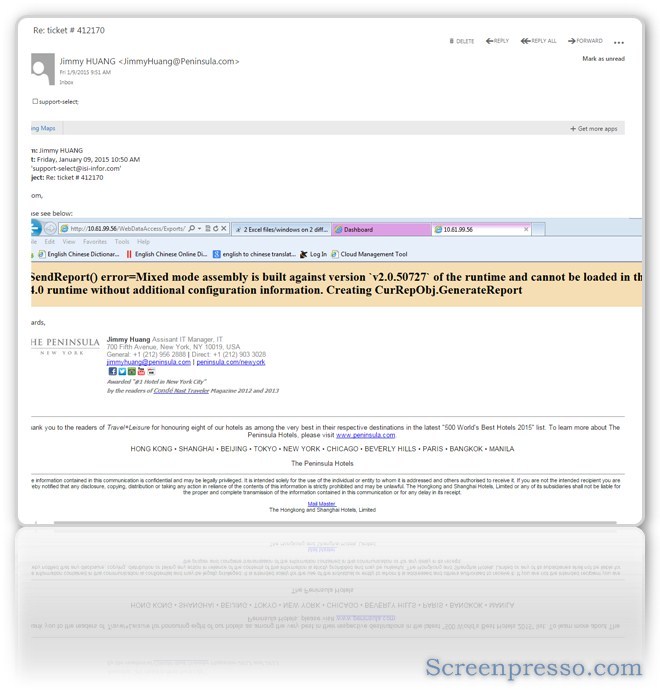 Re: ticket # 412170
DELETE REPLY REPLY ALL FORWARD ...
Jimmy HUANG <JimmyHuang@Peninsula.com>
Fri 1/9/2015 9:51 AM
Mark as unread
Inbox
support-select;
ing Maps
+ Get more apps
m: Jimmy HUANG
t: Friday, January 09, 2015 10:50 AM
'support-select@isi-infor.com'
ject: Re: ticket # 412170
om,
ase see below:
http://10.61.99.56/WebDataAccess/Exports/ 2 Excel files/windows on 2 diff... Dashboard 10.61.99.56
ile Edit View Favorites Tools Help
English Chinese Dictionar... English Chinese Online Di... english to chinese translat... Log In Cloud Management Tool
SendReport() error=Mixed mode assembly is built against version `v2.0.50727` of the runtime and cannot be loaded in th
4.0 runtime without additional configuration information. Creating CurRepObj.GenerateReport
ards,
HE PENINSULA
NEW YORK
Jimmy Huang Assisant IT Manager, IT
700 Fifth Avenue, New York, NY 10019, USA
General: +1 (212) 956 2888 | Direct: +1 (212) 903 3028
jimmyhuang@peninsula.com | peninsula.com/newyork
Awarded "#1 Hotel in New York City"
by the readers of Condé Nast Traveler Magazine 2012 and 2013
ank you to the readers of Travel+Leisure for honouring eight of our hotels as among the very best in their respective destinations in the latest "500 World's Best Hotels 2015" list. To learn more about The
Peninsula Hotels, please visit www.peninsula.com.
HONG KONG • SHANGHAI • BEIJING • TOKYO • NEW YORK • CHICAGO • BEVERLY HILLS • PARIS • BANGKOK • MANILA
The Peninsula Hotels
e information contained in this communication is confidential and may be legally privileged. It is intended solely for the use of the individual or entity to whom it is addressed and others authorised to receive it. If you are not the intended recipient you are
reby notified that any disclosure, copying, distribution or taking any action in reliance of the contents of this information is strictly prohibited and may be unlawful. The Hongkong and Shanghai Hotels, Limited or any of its subsidiaries shall not be liable for
the proper and complete transmission of the information contained in this communication or for any delay in its receipt.
Mail Master
The Hongkong and Shanghai Hotels, Limited
Screenpresso.com